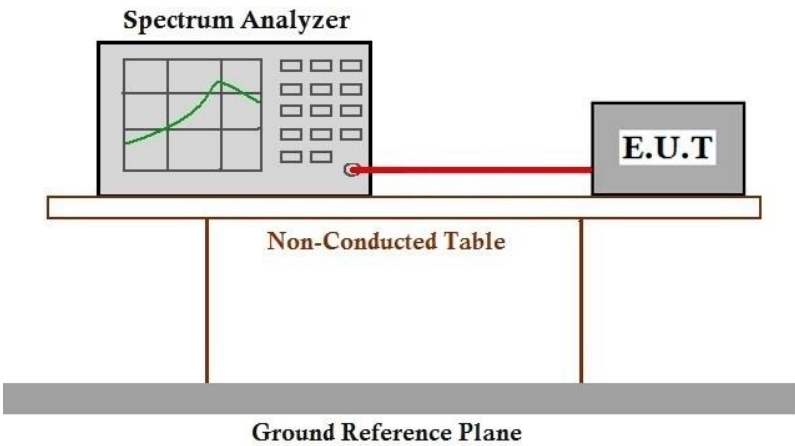 Spectrum Analyzer
E.U.T
Non-Conducted Table
Ground Reference Plane